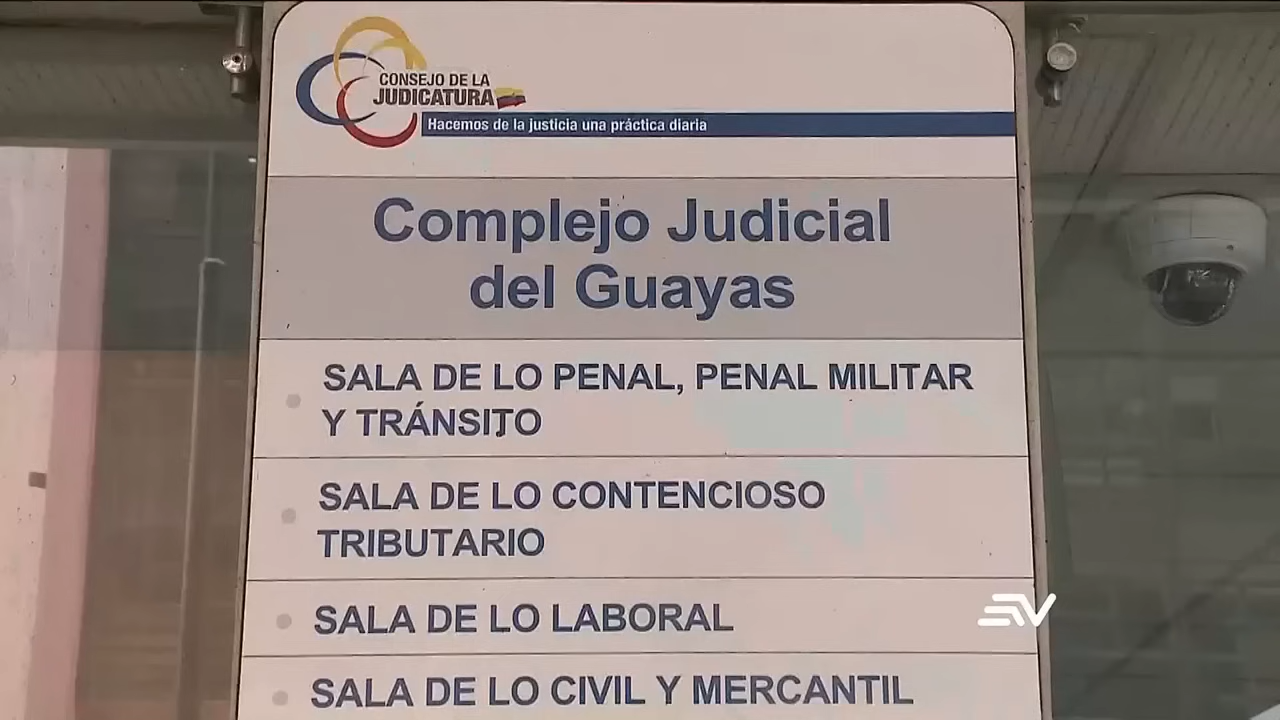 CONSEJO DE LA
JUDICATURA
Hacemos de la justicia una práctica diaria
Complejo Judicial
del Guayas
SALA DE LO PENAL, PENAL MILITAR
Y TRÁNSITO
SALA DE LO CONTENCIOSO
TRIBUTARIO
SALA DE LO LABORAL
SALA DE LO CIVIL Y MERCANTIL